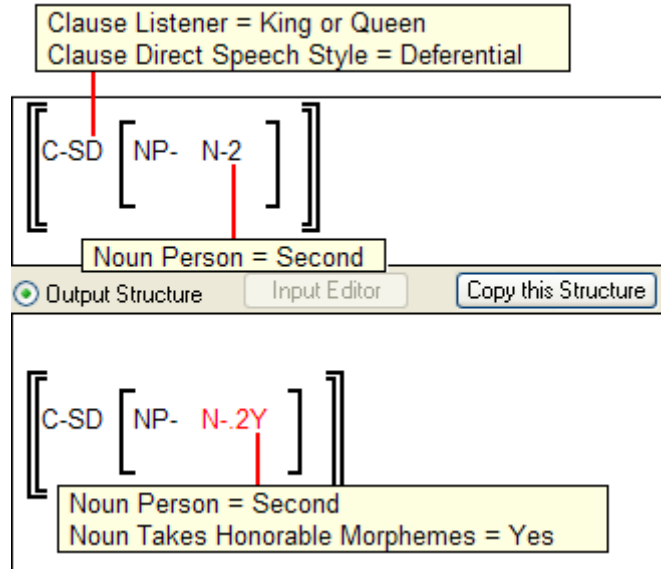 Clause Listener = King or Queen
Clause Direct Speech Style = Deferential
C-SD NP- N-2
Noun Person = Second
Output Structure Input Editor Copy this Structure
C-SD NP- N-.2Y
Noun Person = Second
Noun Takes Honorable Morphemes = Yes